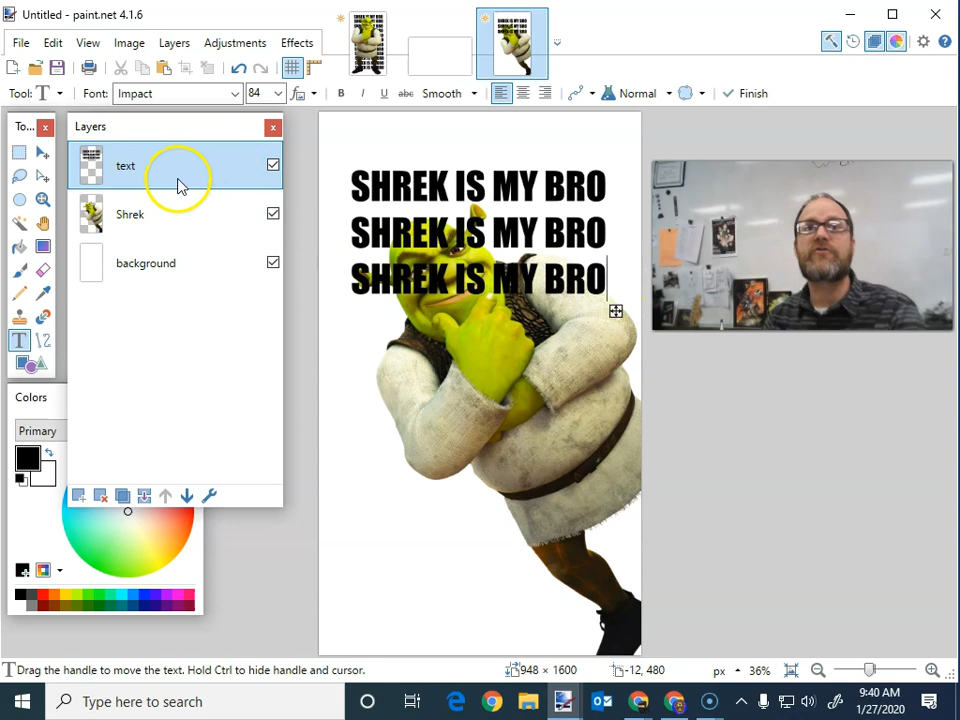 Untitled - paint.net 4.1.6
File Edit View Image Layers Adjustments Effects
Tool: T Font: Impact 84 B I U abc Smooth Normal Finish
To... x Layers x
text
Shrek
background
Colors
Primary
SHREK IS MY BRO
SHREK IS MY BRO
SHREK IS MY BRO
Drag the handle to move the text. Hold Ctrl to hide handle and cursor. 948 × 1600 -12, 480 px 36%
Type here to search
9:40 AM
1/27/2020